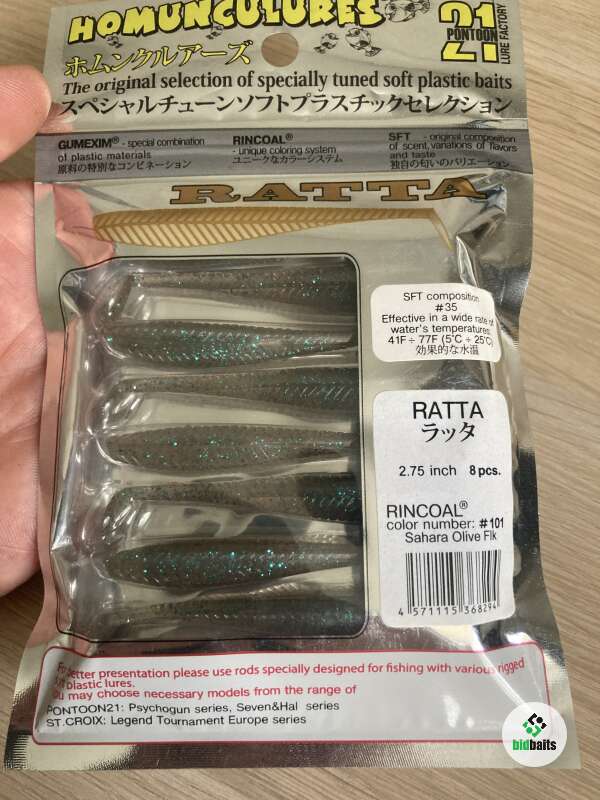 HOMUNCULURES
ホムンクルアーズ
21
PONTOON
LURE FACTORY
The original selection of specially tuned soft plastic baits
スペシャルチューンソフトプラスチックセレクション
GUMEXIM® - special combination
of plastic materials
原料の特別なコンビネーション
RINCOAL®
- unique coloring system
ユニークなカラーシステム
SFT - original composition
of scent, variations of flavors
and taste
独自の匂いのバリエーション
RATTA
SFT composition
#35
Effective in a wide rate of
water's temperatures:
41F ÷ 77F (5°C ÷ 25°C)
効果的な水温
RATTA
ラッタ
2.75 inch 8 pcs.
RINCOAL®
color number: #101
Sahara Olive Flk
4 571115 368294
better presentation please use rods specially designed for fishing with various rigged
plastic lures.
may choose necessary models from the range of
PONTOON21: Psychogun series, Seven&Hal series
ST.CROIX: Legend Tournament Europe series
bidbaits